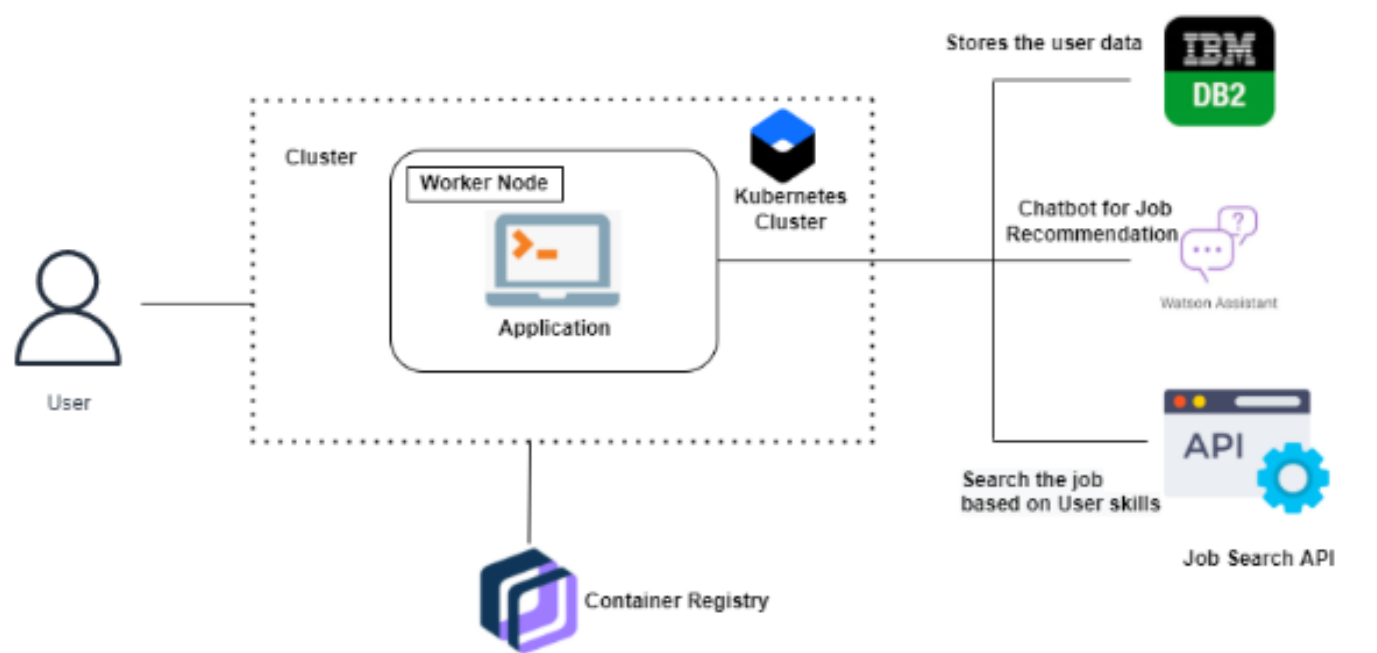 Stores the user data
IBM
DB2
Cluster
Worker Node
Kubernetes
Cluster
Application
Chatbot for Job
Recommendation
?
Watson Assistant
User
API
Search the job
based on User skills
Job Search API
Container Registry